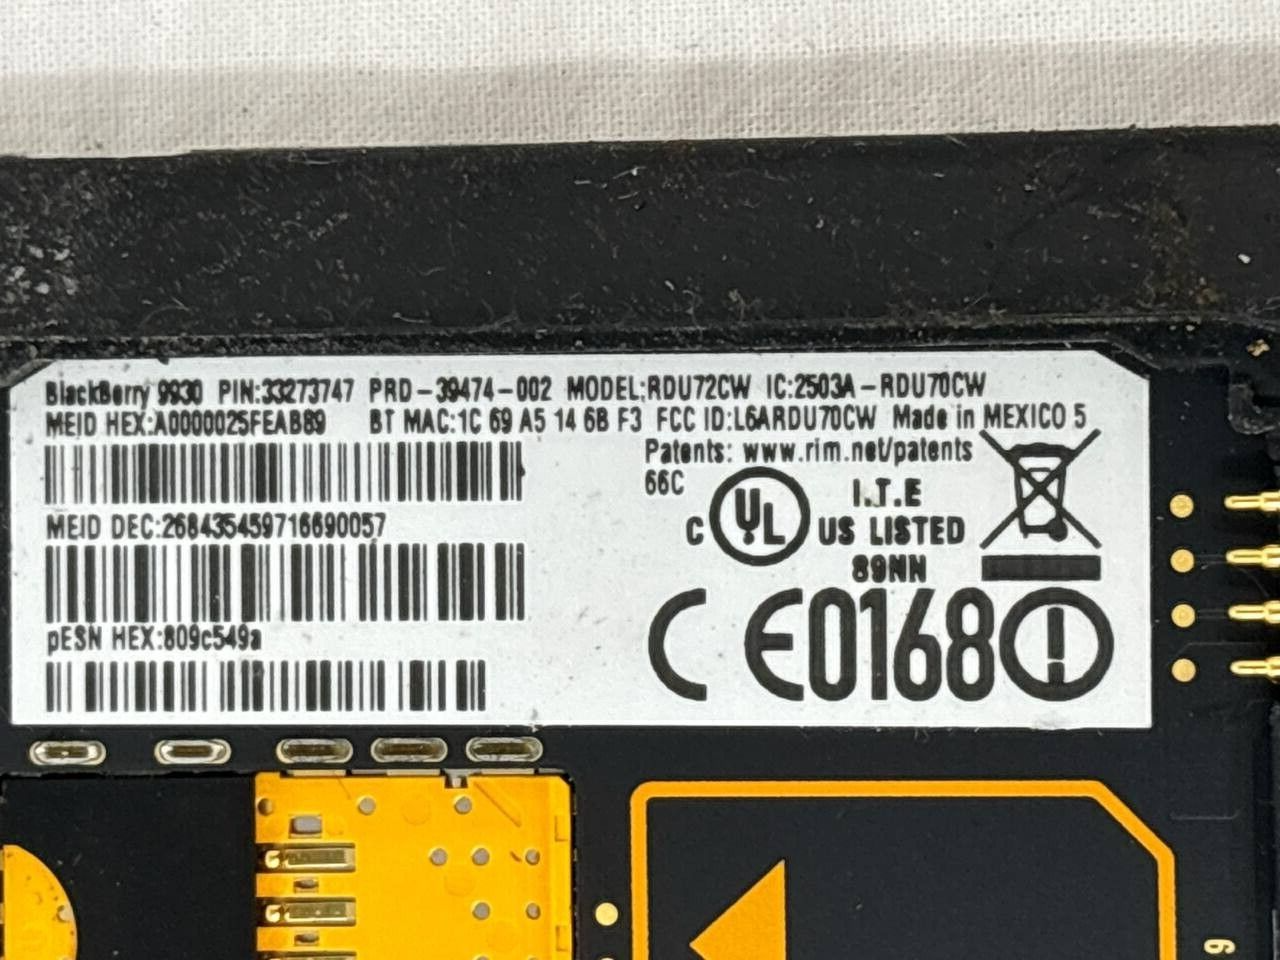 BlackBerry 9930 PIN:33273747 PRD-39474-002 MODEL:RDU72CW IC:2503A-RDU70CW
MEID HEX:A0000025FEAB89 BT MAC:1C 69 A5 14 6B F3 FCC ID:L6ARDU70CW Made in MEXICO 5
Patents: www.rim.net/patents
66C
MEID DEC:268435459716690057
C UL US LISTED
I.T.E
89NN
pESN HEX:809c549a
CE0168
9